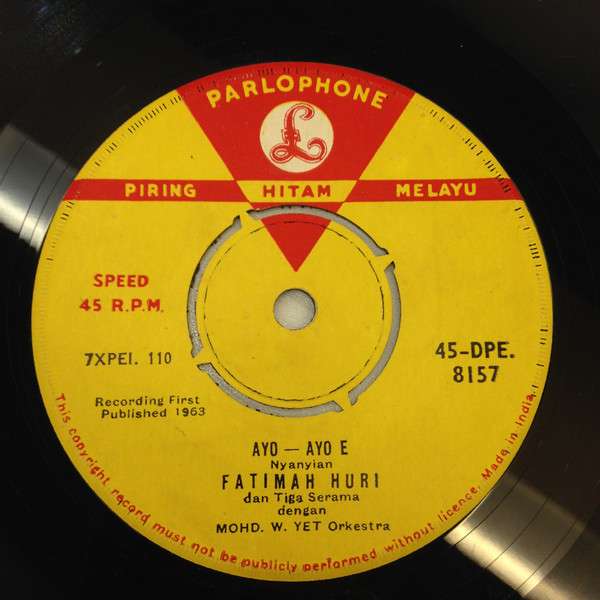 PARLOPHONE
£
PIRING HITAM MELAYU
SPEED
45 R.P.M.
7XPEI. 110
45-DPE.
8157
Recording First
Published 1963
AYO — AYO E
Nyanyian
FATIMAH HURI
dan Tiga Serama
dengan
MOHD. W. YET Orkestra
This copyright record must not be publicly performed without licence. Made in India.